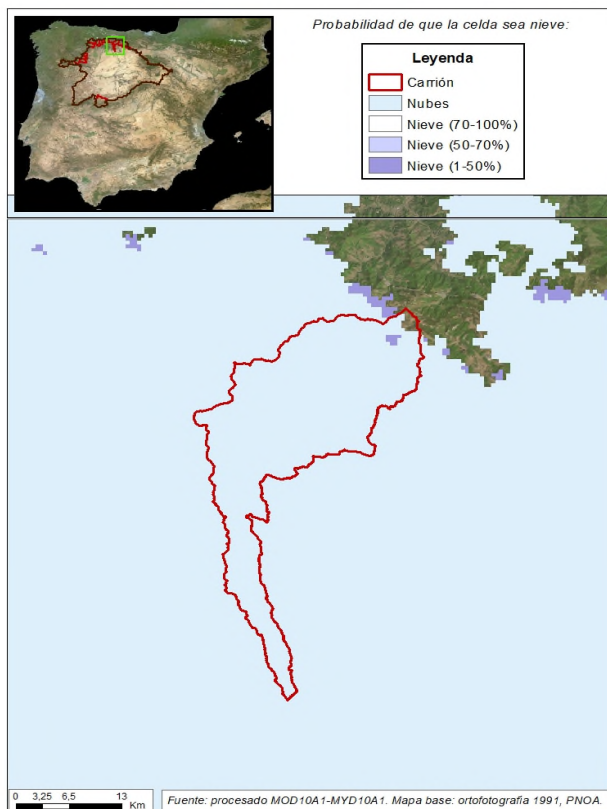 Probabilidad de que la celda sea nieve:
Leyenda
Carrión
Nubes
Nieve (70-100%)
Nieve (50-70%)
Nieve (1-50%)
0 3,25 6,5 13
Km
Fuente: procesado MOD10A1-MYD10A1. Mapa base: ortofotografía 1991, PNOA